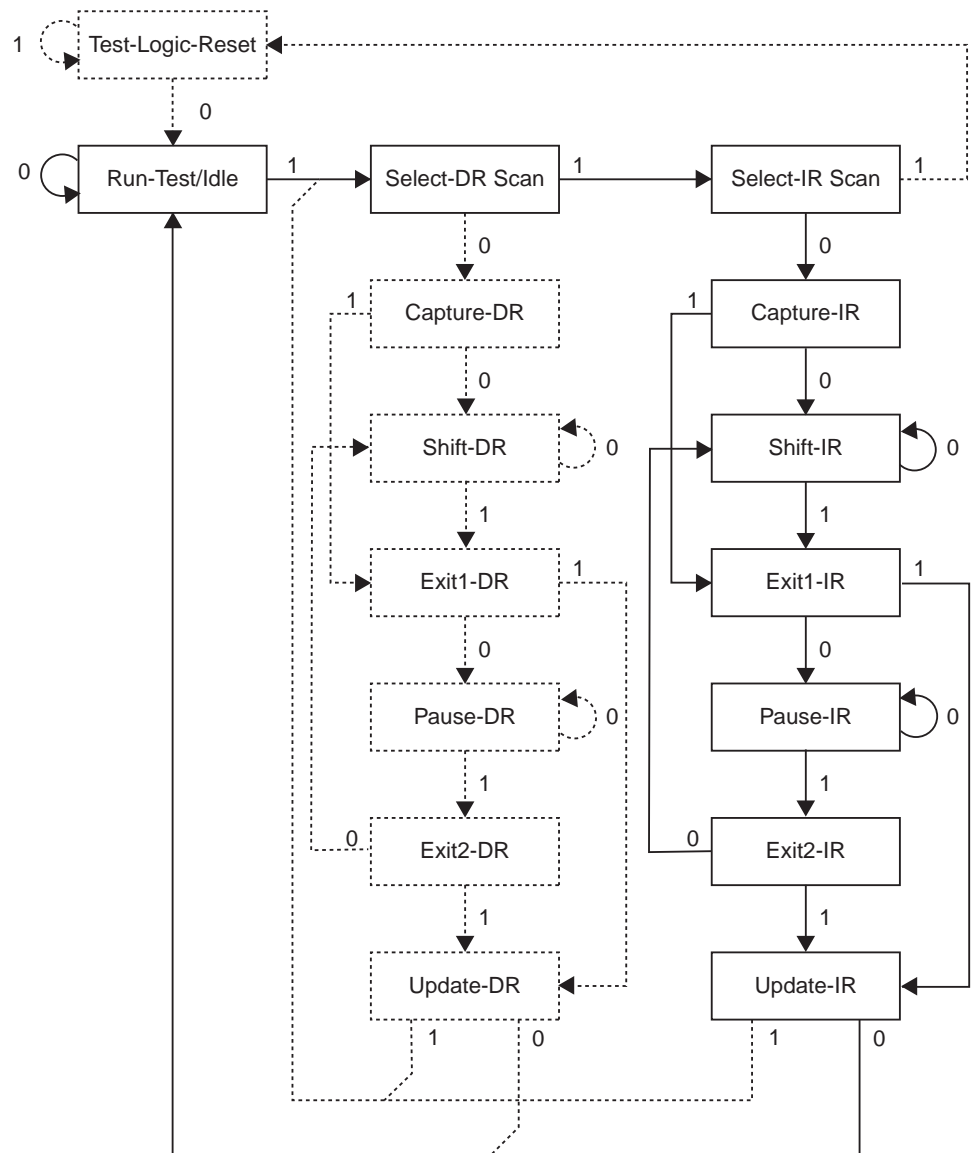 1
Test-Logic-Reset
0
0
Run-Test/Idle
1
Select-DR Scan
1
Select-IR Scan
1
0
0
1
Capture-DR
1
Capture-IR
0
0
Shift-DR
0
Shift-IR
0
1
1
Exit1-DR
1
Exit1-IR
1
0
0
Pause-DR
0
Pause-IR
0
1
1
0
Exit2-DR
0
Exit2-IR
1
1
Update-DR
Update-IR
1
0
1
0